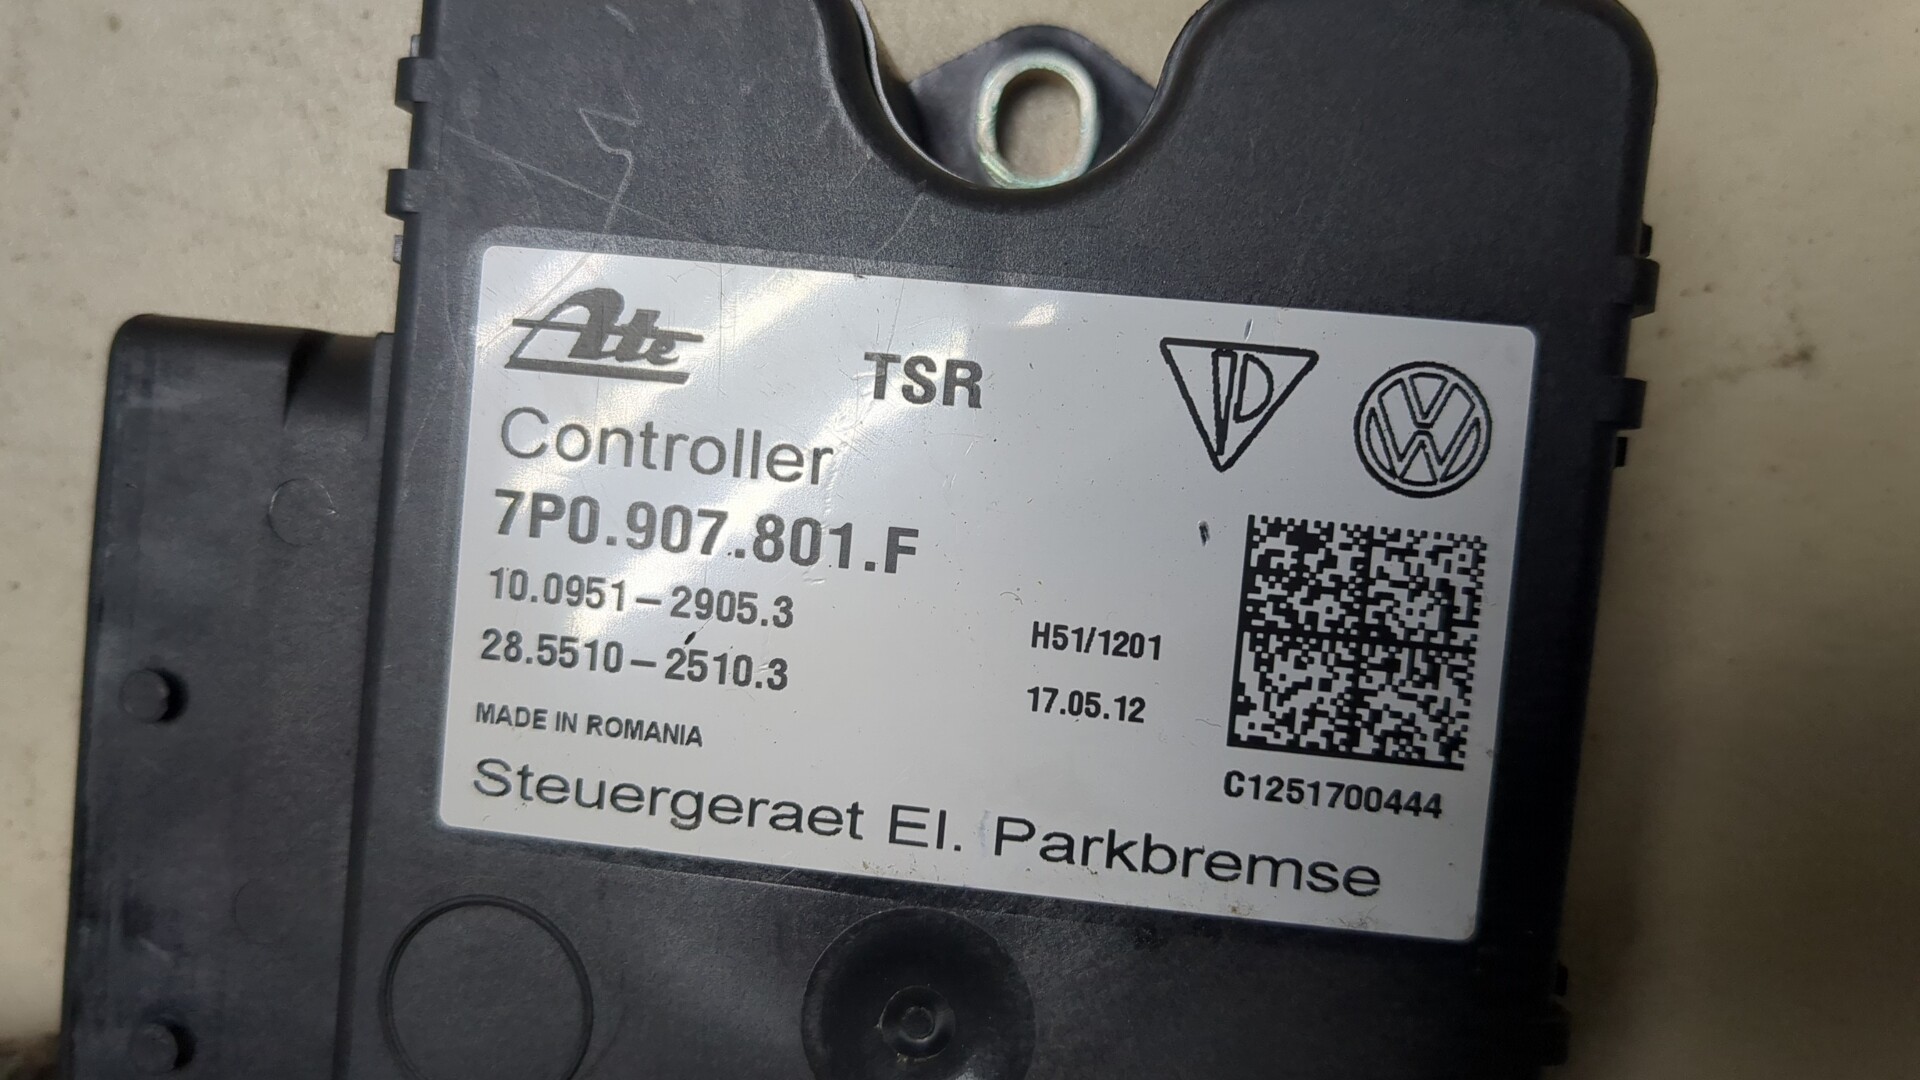 Ate
TSR
Controller
7P0.907.801.F
10.0951-2905.3
28.5510-2510.3
H51/1201
17.05.12
MADE IN ROMANIA
C1251700444
Steuergeraet El. Parkbremse